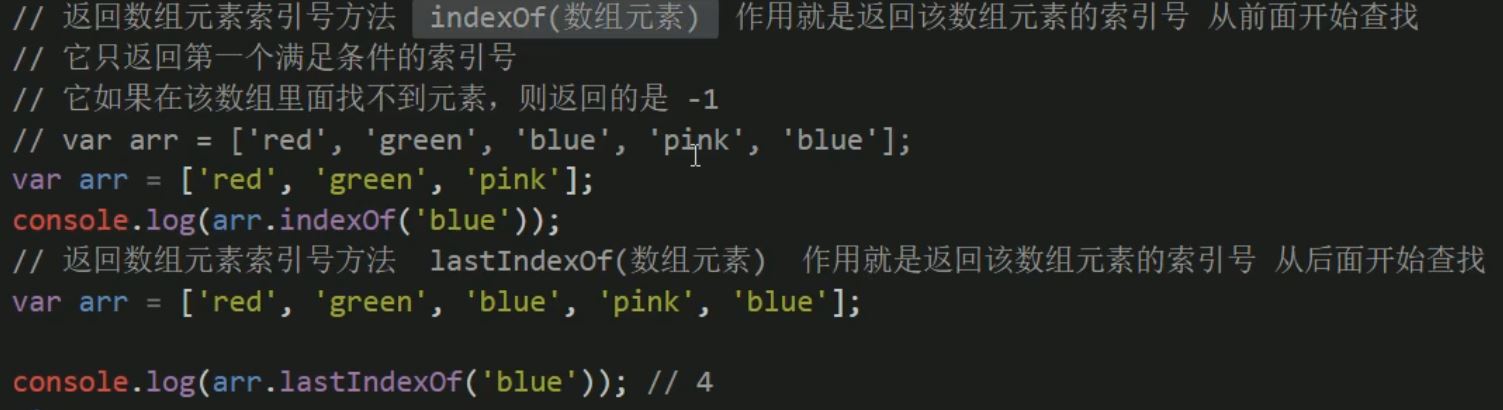 // 返回数组元素索引号方法 indexOf(数组元素) 作用就是返回该数组元素的索引号 从前面开始查找
// 它只返回第一个满足条件的索引号
// 它如果在该数组里面找不到元素，则返回的是 -1
// var arr = ['red', 'green', 'blue', 'pink', 'blue'];
var arr = ['red', 'green', 'pink'];
console.log(arr.indexOf('blue'));
// 返回数组元素索引号方法 lastIndexOf(数组元素) 作用就是返回该数组元素的索引号 从后面开始查找
var arr = ['red', 'green', 'blue', 'pink', 'blue'];
console.log(arr.lastIndexOf('blue')); // 4